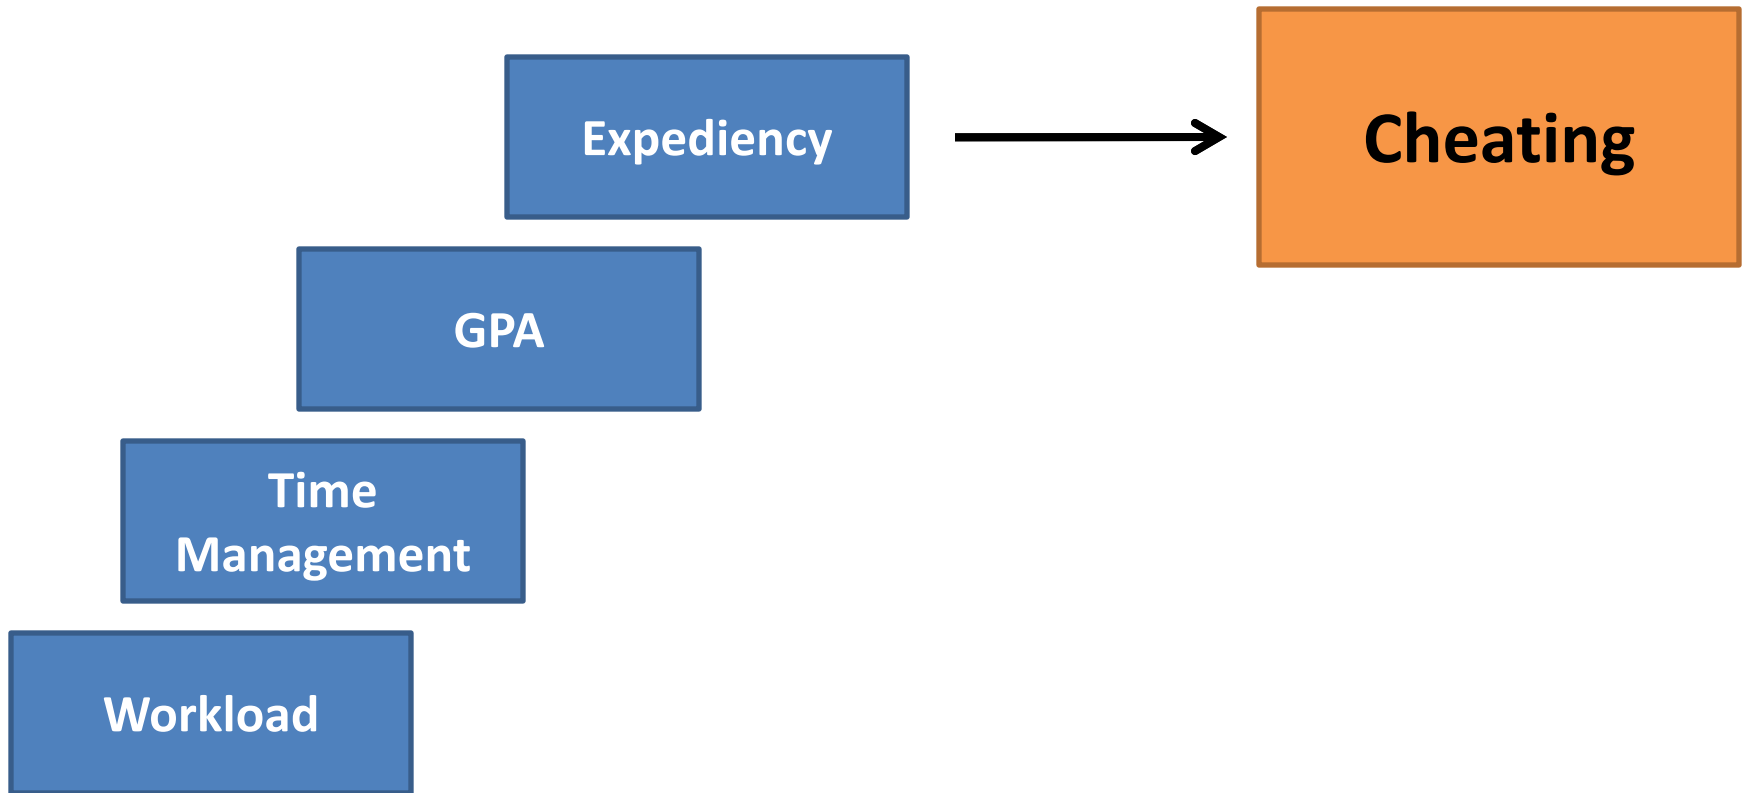 Expediency
Cheating
GPA
Time
Management
Workload